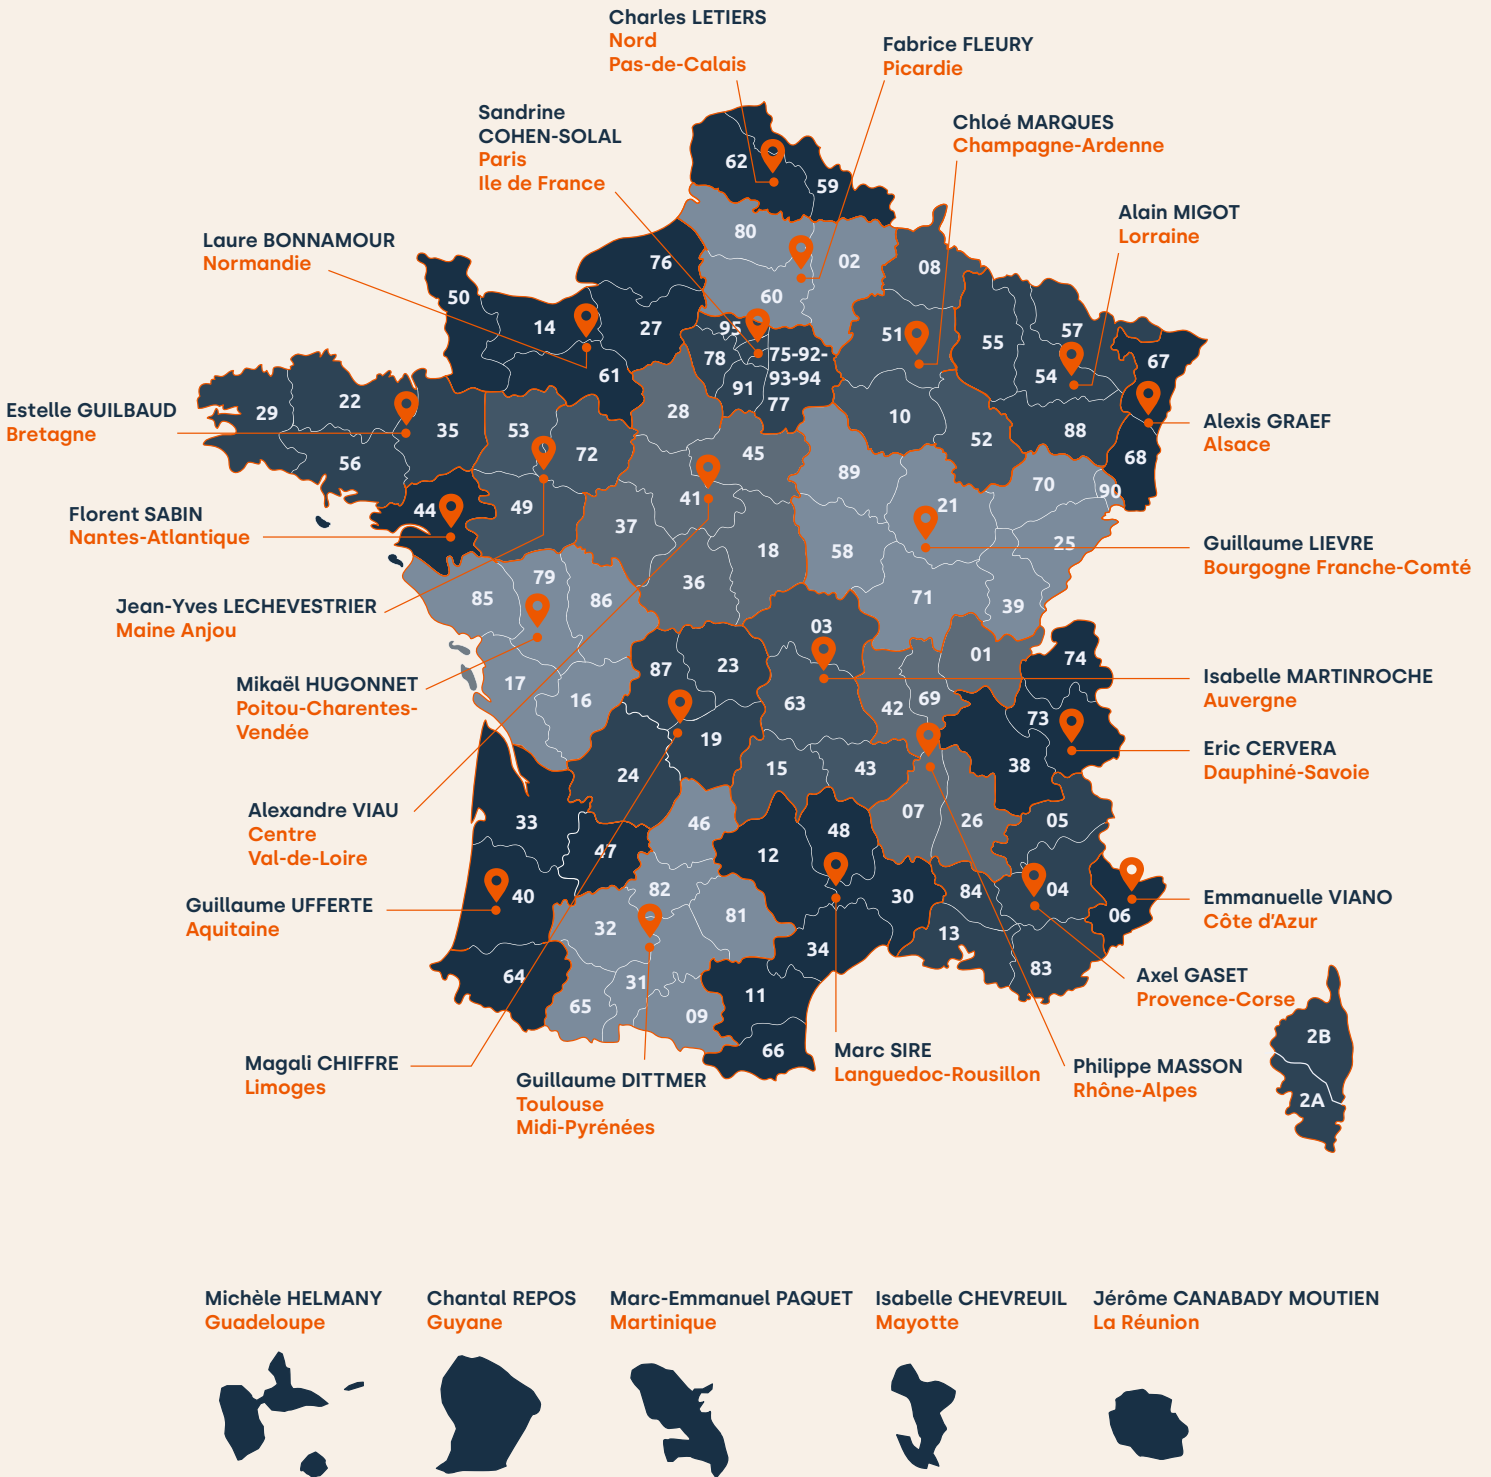 Charles LETIERS
Nord
Pas-de-Calais
Fabrice FLEURY
Picardie
Sandrine
COHEN-SOLAL
Paris
Ile de France
Chloé MARQUES
Champagne-Ardenne
Alain MIGOT
Lorraine
Laure BONNAMOUR
Normandie
Estelle GUILBAUD
Bretagne
Alexis GRAEF
Alsace
Florent SABIN
Nantes-Atlantique
Guillaume LIEVRE
Bourgogne Franche-Comté
Jean-Yves LECHEVESTRIER
Maine Anjou
Mikaël HUGONNET
Poitou-Charentes-
Vendée
Isabelle MARTINROCHE
Auvergne
Eric CERVERA
Dauphiné-Savoie
Alexandre VIAU
Centre
Val-de-Loire
Guillaume UFFERTE
Aquitaine
Emmanuelle VIANO
Côte d'Azur
Axel GASET
Provence-Corse
Magali CHIFFRE
Limoges
Guillaume DITTMER
Toulouse
Midi-Pyrénées
Marc SIRE
Languedoc-Rousillon
Philippe MASSON
Rhône-Alpes
62
59
80
02
76
60
08
50
14
27
95
78
75-92-
93-94
91
77
51
55
57
54
67
61
28
10
52
88
68
29
22
35
53
72
56
45
89
70
90
44
49
41
21
37
18
58
25
36
79
85
86
71
39
03
01
74
87
23
17
16
63
42
69
73
19
24
15
43
38
33
46
48
07
26
05
47
12
40
82
81
30
84
04
06
32
34
13
83
64
31
65
09
11
66
2B
2A
Michèle HELMANY
Guadeloupe
Chantal REPOS
Guyane
Marc-Emmanuel PAQUET
Martinique
Isabelle CHEVREUIL
Mayotte
Jérôme CANABADY MOUTIEN
La Réunion